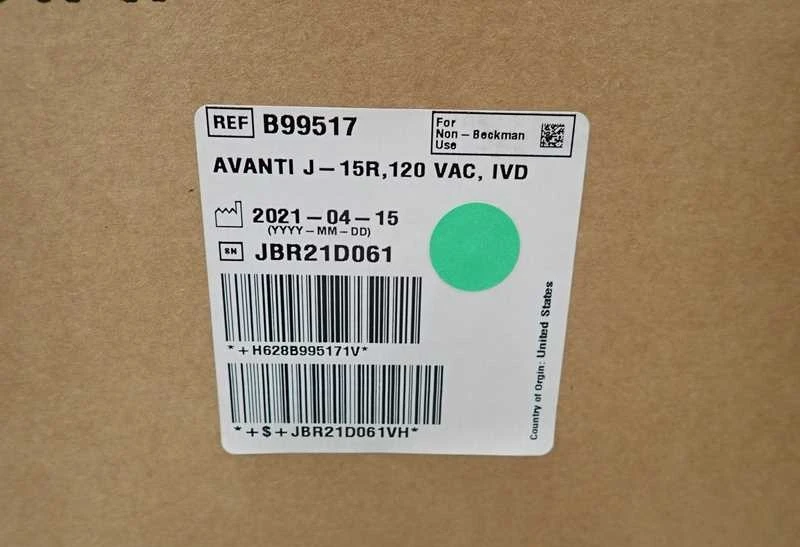 REF B99517
For
Non - Beckman
Use
AVANTI J-15R,120 VAC, IVD
2021-04-15
(YYYY-MM-DD)
SN JBR21D061
*+H628B995171V*
*+$+JBR21D061VH*
Country of Orgin: United States